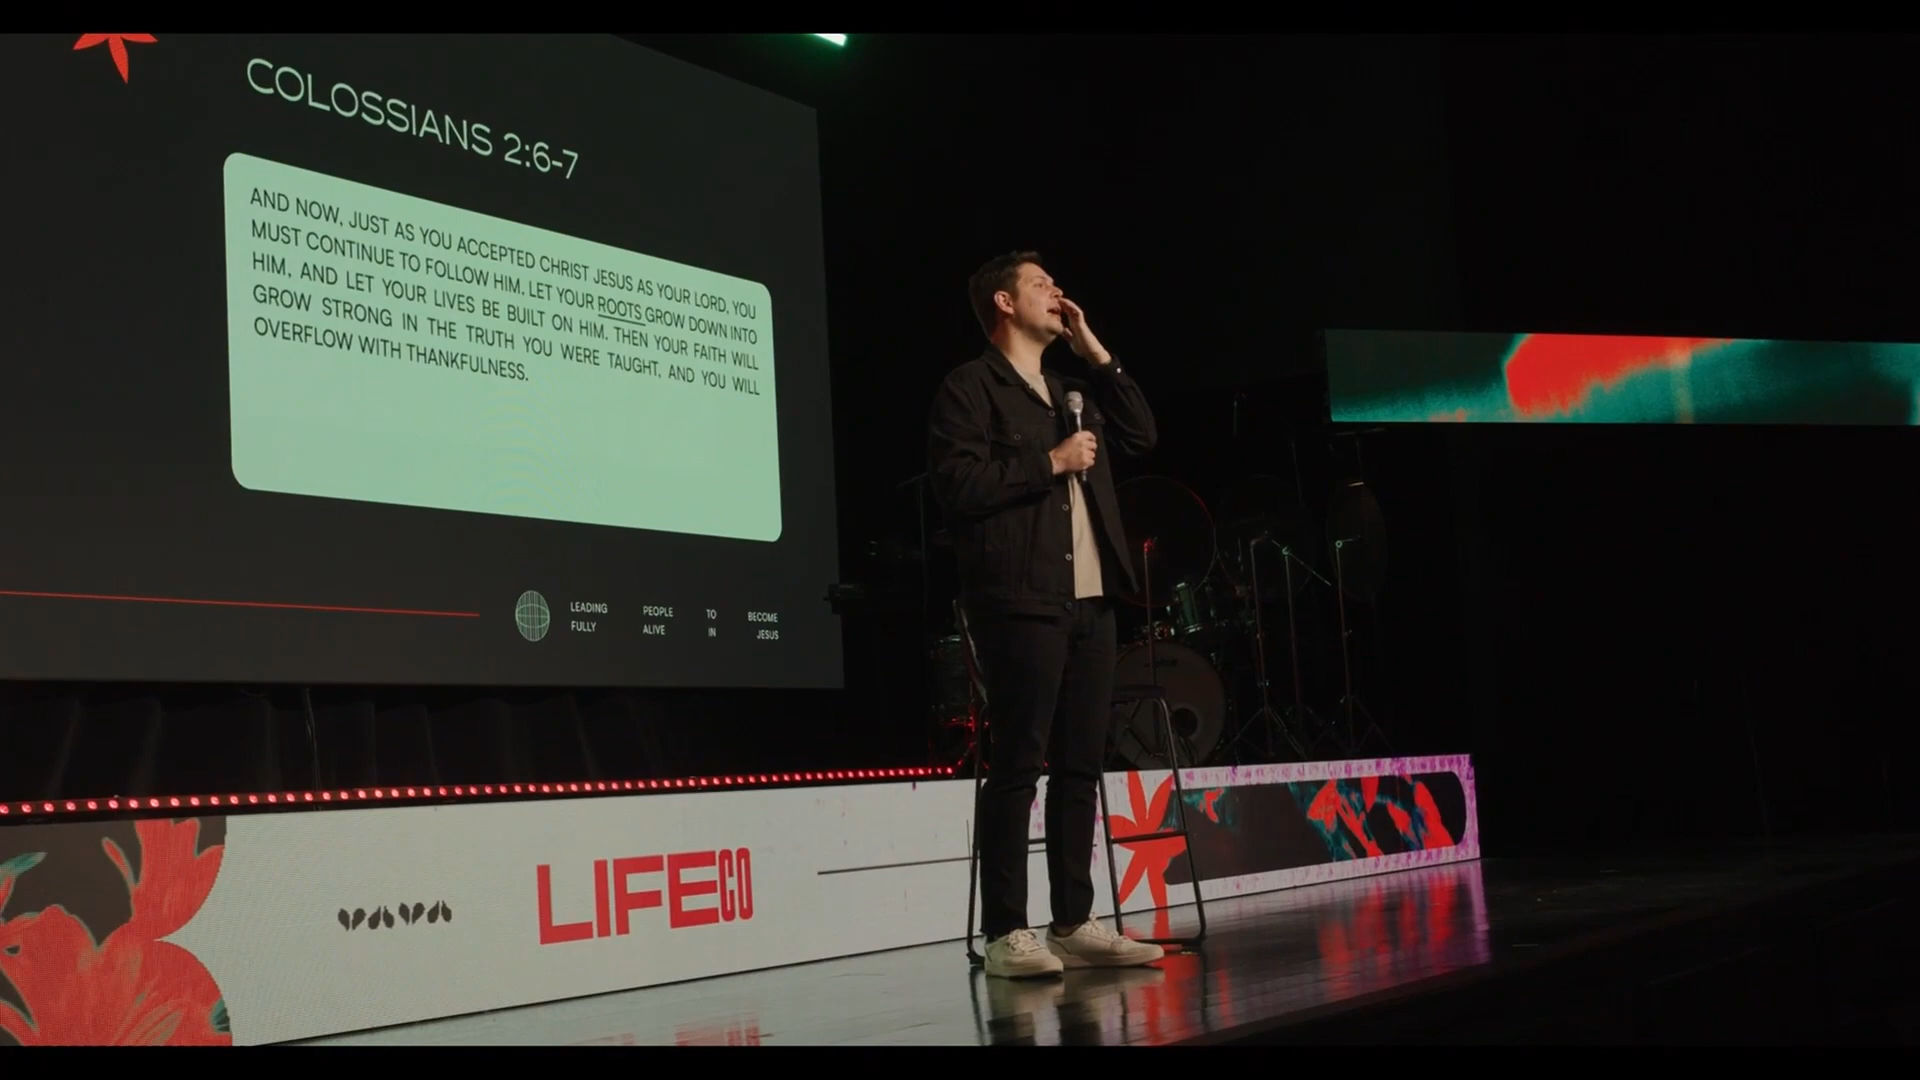 COLOSSIANS 2:6-7
AND NOW, JUST AS YOU ACCEPTED CHRIST JESUS AS YOUR LORD, YOU
MUST CONTINUE TO FOLLOW HIM. LET YOUR ROOTS GROW DOWN INTO
HIM, AND LET YOUR LIVES BE BUILT ON HIM. THEN YOUR FAITH WILL
GROW STRONG IN THE TRUTH YOU WERE TAUGHT, AND YOU WILL
OVERFLOW WITH THANKFULNESS.
LEADING PEOPLE TO BECOME
FULLY ALIVE IN JESUS
LIFECO